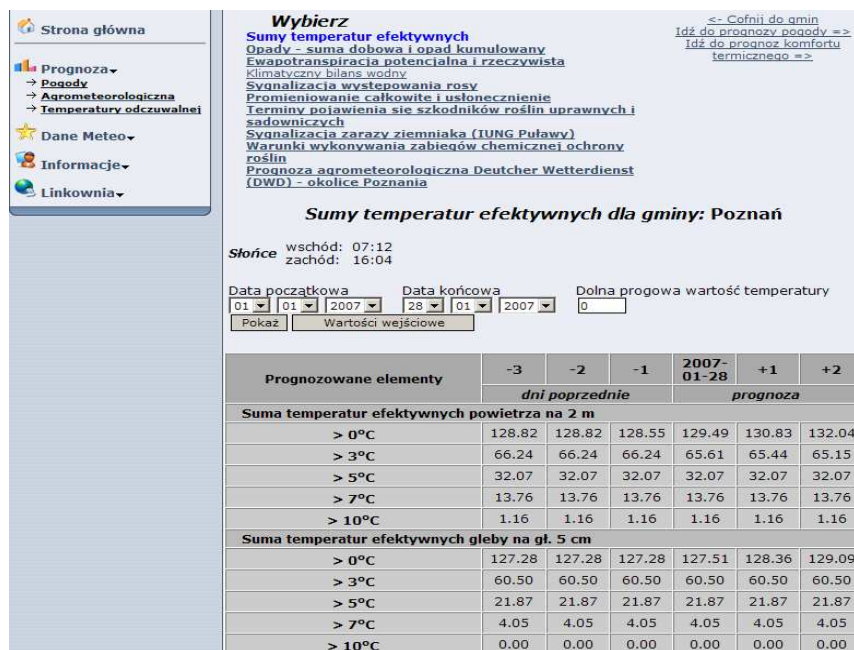 Strona główna
Prognoza
→ Pogody
→ Agrometeorologiczna
→ Temperatury odczuwalnej
Dane Meteo
Informacje
Linkownia
Wybierz
Sumy temperatur efektywnych
Opady - suma dobowa i opad kumulowany
Ewapotranspiracja potencjalna i rzeczywista
Klimatyczny bilans wodny
Sygnalizacja występowania rosy
Promieniowanie całkowite i usłonecznienie
Terminy pojawienia się szkodników roślin uprawnych i
sadowniczych
Sygnalizacja zarazy ziemniaka (IUNG Puławy)
Warunki wykonywania zabiegów chemicznej ochrony
roślin
Prognoza agrometeorologiczna Deutcher Wetterdienst
(DWD) - okolice Poznania
<- Cofnij do gmin
Idź do prognozy pogody =>
Idź do prognoz komfortu
termicznego =>
Sumy temperatur efektywnych dla gminy: Poznań
Słońce wschód: 07:12
zachód: 16:04
Data początkowa Data końcowa Dolna progowa wartość temperatury
01 01 2007 28 01 2007 0
Pokaż Wartości wejściowe
Prognozowane elementy -3 -2 -1 2007-01-28 +1 +2
dni poprzednie prognoza
Suma temperatur efektywnych powietrza na 2 m
> 0°C 128.82 128.82 128.55 129.49 130.83 132.04
> 3°C 66.24 66.24 66.24 65.61 65.44 65.15
> 5°C 32.07 32.07 32.07 32.07 32.07 32.07
> 7°C 13.76 13.76 13.76 13.76 13.76 13.76
> 10°C 1.16 1.16 1.16 1.16 1.16 1.16
Suma temperatur efektywnych gleby na gł. 5 cm
> 0°C 127.28 127.28 127.28 127.51 128.36 129.09
> 3°C 60.50 60.50 60.50 60.50 60.50 60.50
> 5°C 21.87 21.87 21.87 21.87 21.87 21.87
> 7°C 4.05 4.05 4.05 4.05 4.05 4.05
> 10°C 0.00 0.00 0.00 0.00 0.00 0.00